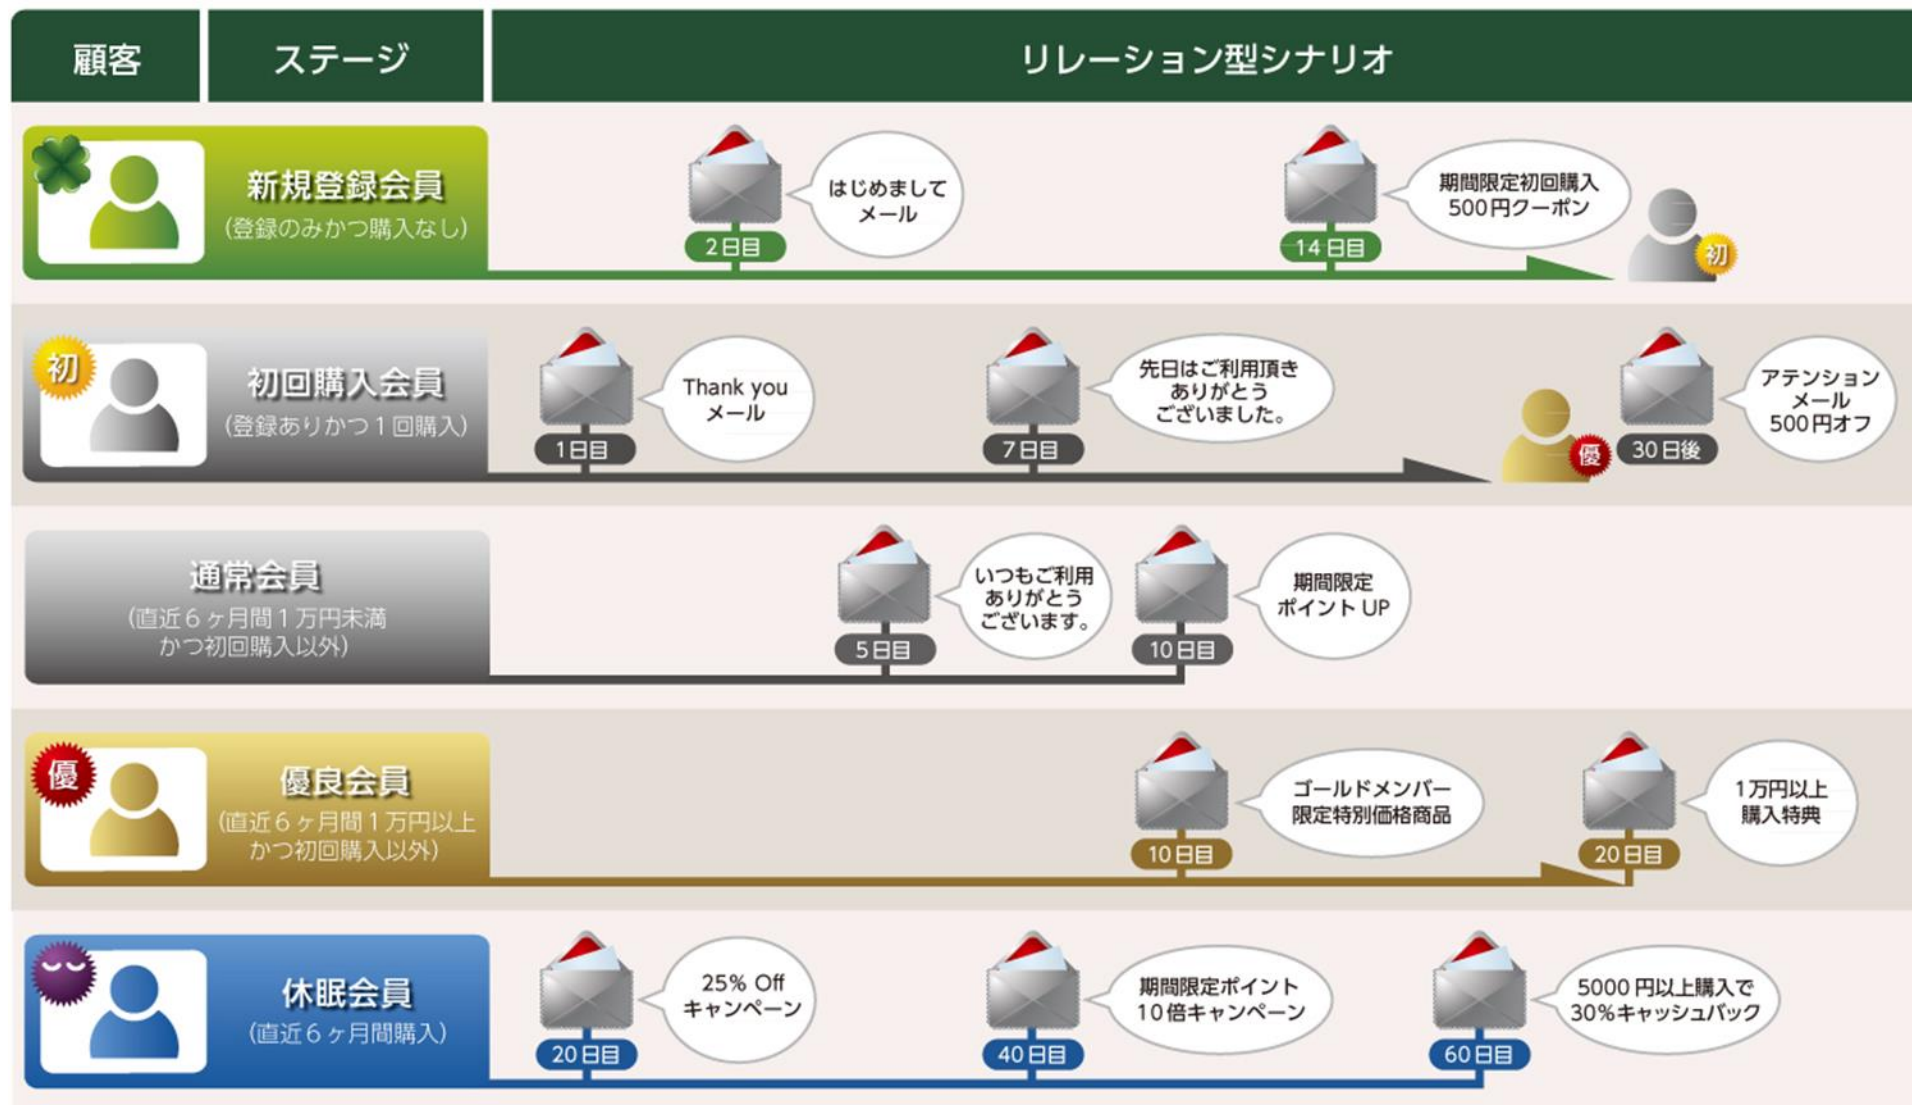 顧客
ステージ
リレーション型シナリオ
新規登録会員
(登録のみかつ購入なし)
はじめまして
メール
2日目
期間限定初回購入
500円クーポン
14日目
初
初
初回購入会員
(登録ありかつ1回購入)
Thank you
メール
1日目
先日はご利用頂き
ありがとう
ございました。
7日目
優
アテンション
メール
500円オフ
30日後
通常会員
(直近6ヶ月間1万円未満
かつ初回購入以外)
いつもご利用
ありがとう
ございます。
5日目
期間限定
ポイントUP
10日目
優
優良会員
(直近6ヶ月間1万円以上
かつ初回購入以外)
ゴールドメンバー
限定特別価格商品
10日目
1万円以上
購入特典
20日目
休眠会員
(直近6ヶ月間購入)
25% Off
キャンペーン
20日目
期間限定ポイント
10倍キャンペーン
40日目
5000円以上購入で
30%キャッシュバック
60日目